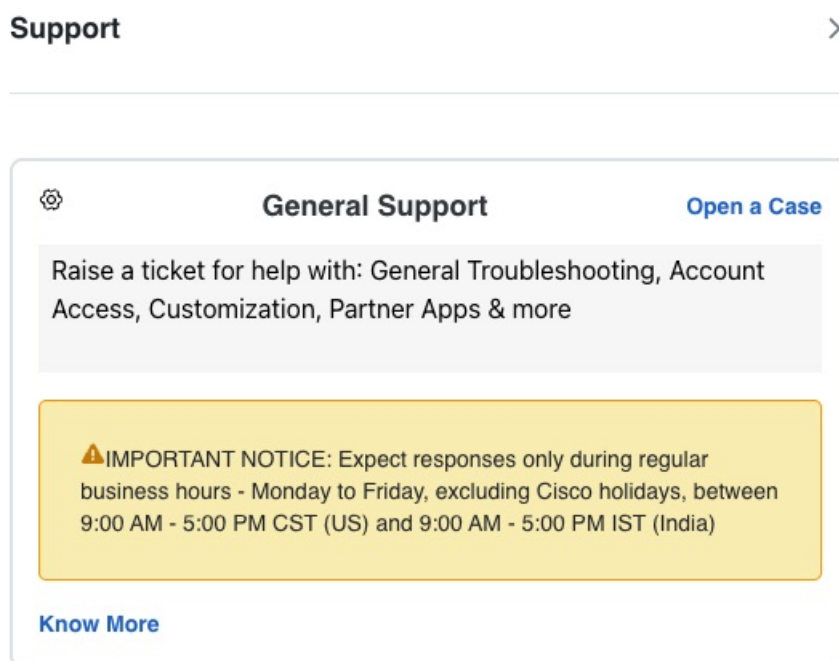 Support
General Support
Open a Case
Raise a ticket for help with: General Troubleshooting, Account
Access, Customization, Partner Apps & more
IMPORTANT NOTICE: Expect responses only during regular
business hours - Monday to Friday, excluding Cisco holidays, between
9:00 AM - 5:00 PM CST (US) and 9:00 AM - 5:00 PM IST (India)
Know More